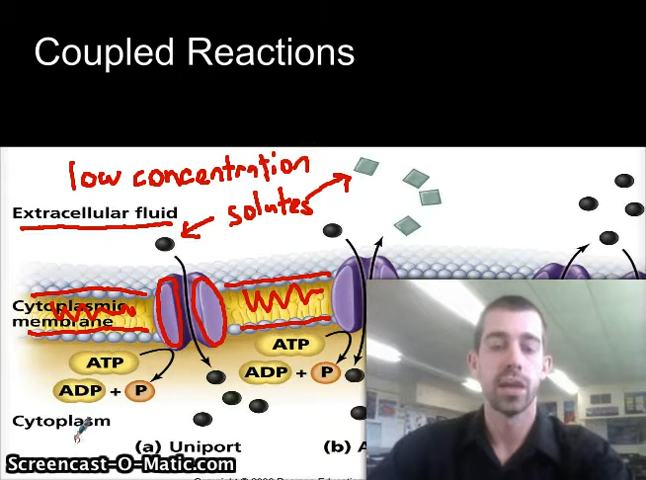 Coupled Reactions
low concentration
Extracellular fluid
solutes
Cytoplasmic
membrane
ATP
ATP
ADP + P
ADP + P
Cytoplasm
(a) Uniport
(b) A
Screencast-O-Matic.com